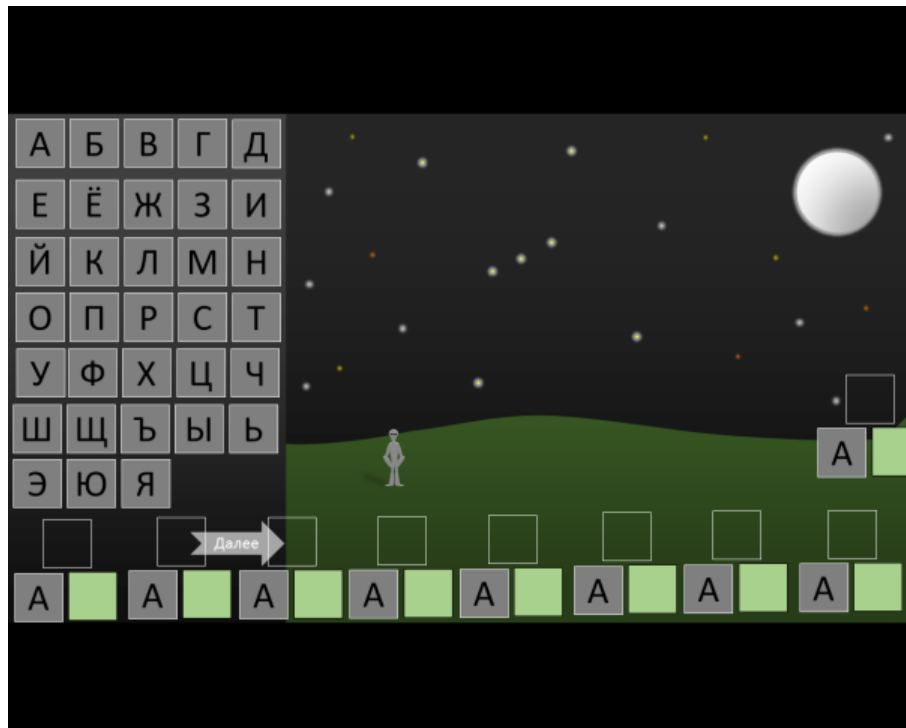 А Б В Г Д
Е Ё Ж З И
Й К Л М Н
О П Р С Т
У Ф Х Ц Ч
Ш Щ Ъ Ы Ь
А
Э Ю Я
Далее
А А А А А А А А